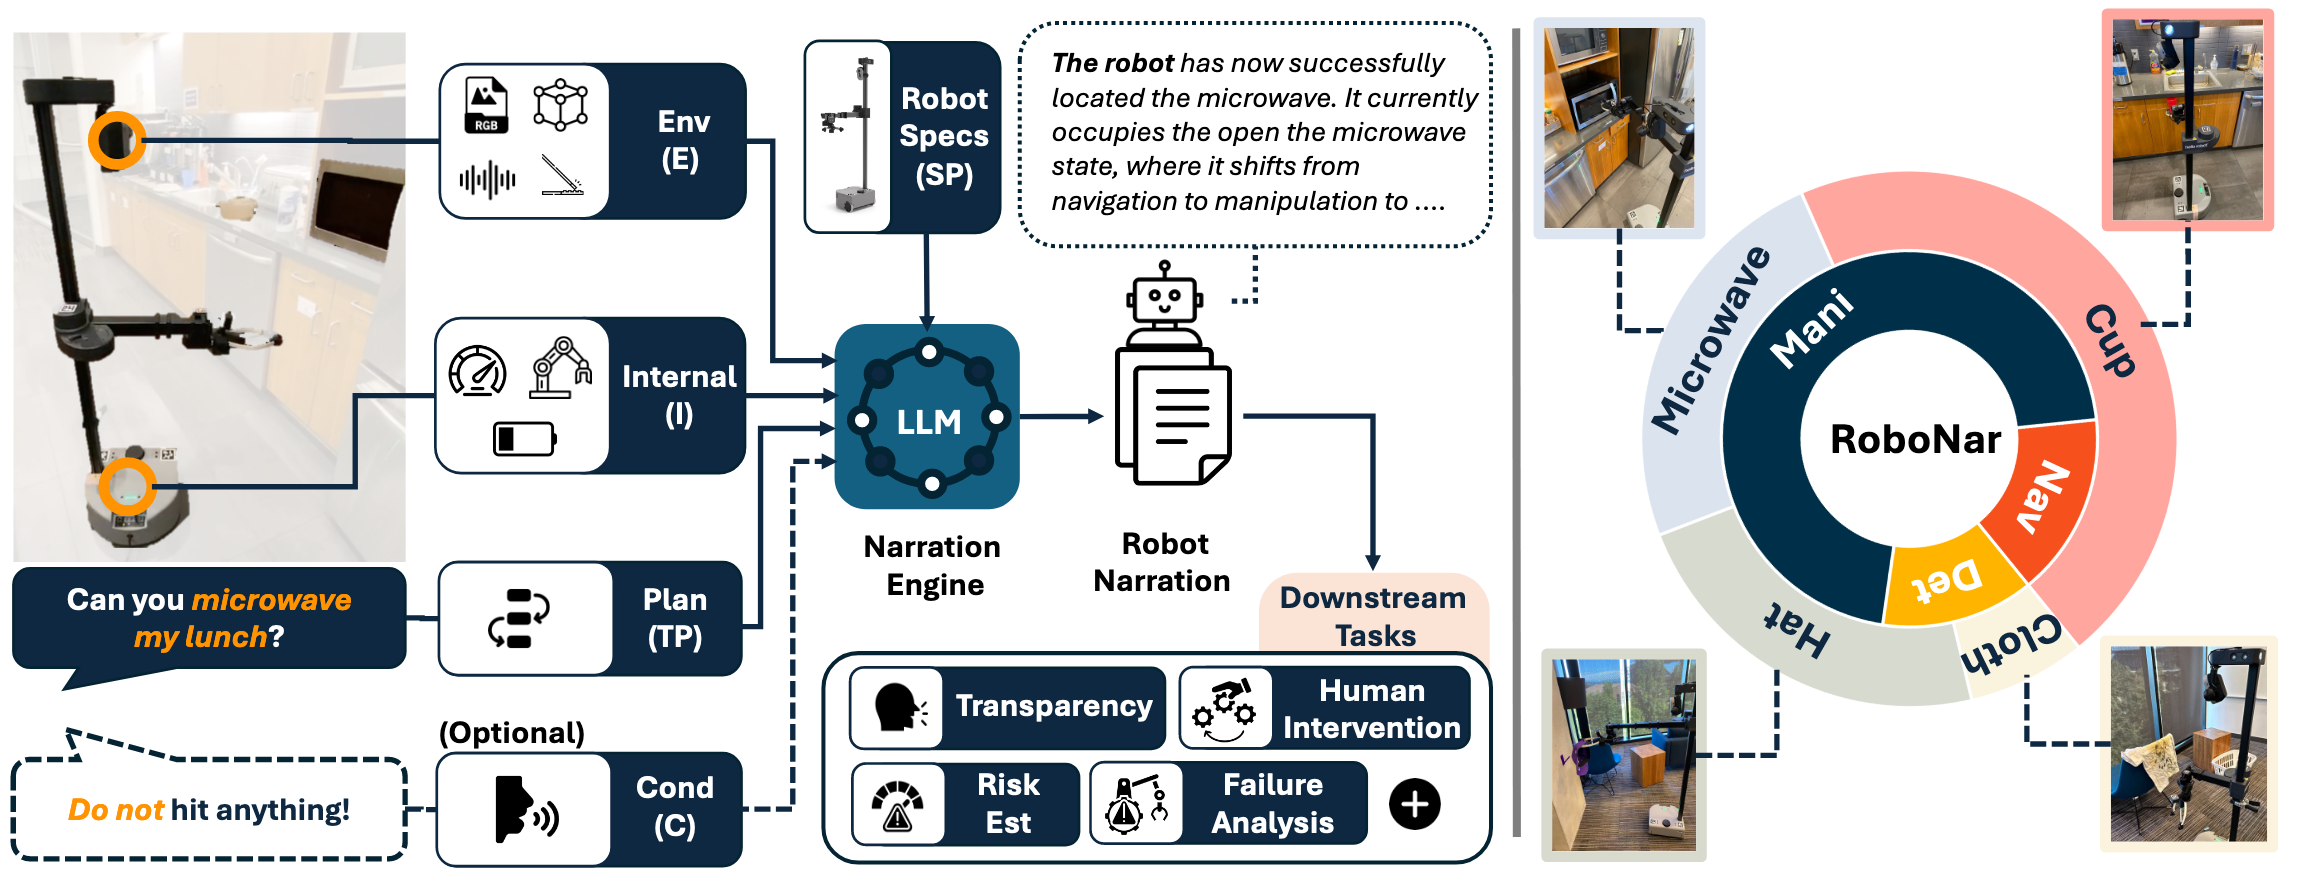 RGB
Env
(E)
Robot
Specs
(SP)
The robot has now successfully
located the microwave. It currently
occupies the open the microwave
state, where it shifts from
navigation to manipulation to ....
Internal
(I)
LLM
Narration
Engine
Robot
Narration
Can you microwave
my lunch?
Plan
(TP)
Do not hit anything!
(Optional)
Cond
(C)
Downstream
Tasks
Transparency
Human
Intervention
Risk
Est
Failure
Analysis
Microwave
Cup
Mani
RoboNar
Nav
Det
Hat
Cloth